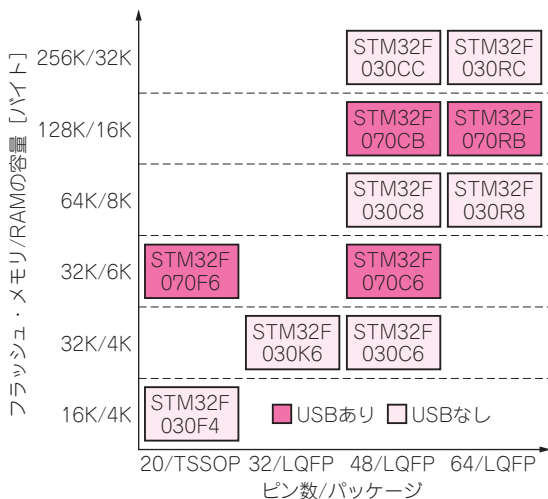 フラッシュ・メモリ/RAMの容量 [バイト]
256K/32K
STM32F
030CC
STM32F
030RC
128K/16K
STM32F
070CB
STM32F
070RB
64K/8K
STM32F
030C8
STM32F
030R8
32K/6K
STM32F
070F6
STM32F
070C6
32K/4K
STM32F
030K6
STM32F
030C6
16K/4K
STM32F
030F4
USBあり
USBなし
20/TSSOP
32/LQFP
48/LQFP
64/LQFP
ピン数/パッケージ